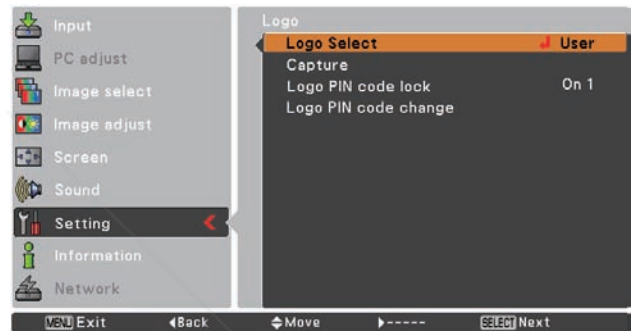 Input
PC adjust
Image select
Image adjust
Screen
Sound
Setting
Information
Network
Logo
Logo Select User
Capture
Logo PIN code lock On 1
Logo PIN code change
MENU Exit Back Move ----- SELECT Next